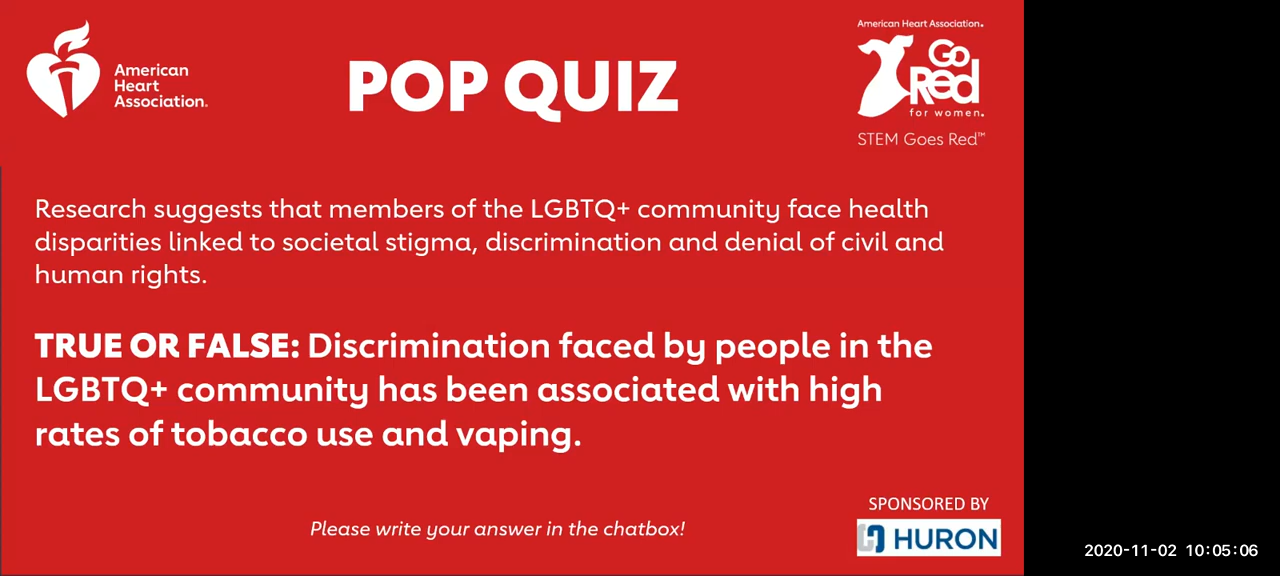 American
Heart
Association.
POP QUIZ
American Heart Association.
Go
Red
for women.
STEM Goes Red™
Research suggests that members of the LGBTQ+ community face health
disparities linked to societal stigma, discrimination and denial of civil and
human rights.
TRUE OR FALSE: Discrimination faced by people in the
LGBTQ+ community has been associated with high
rates of tobacco use and vaping.
Please write your answer in the chatbox!
SPONSORED BY
HURON
2020-11-02 10:05:06